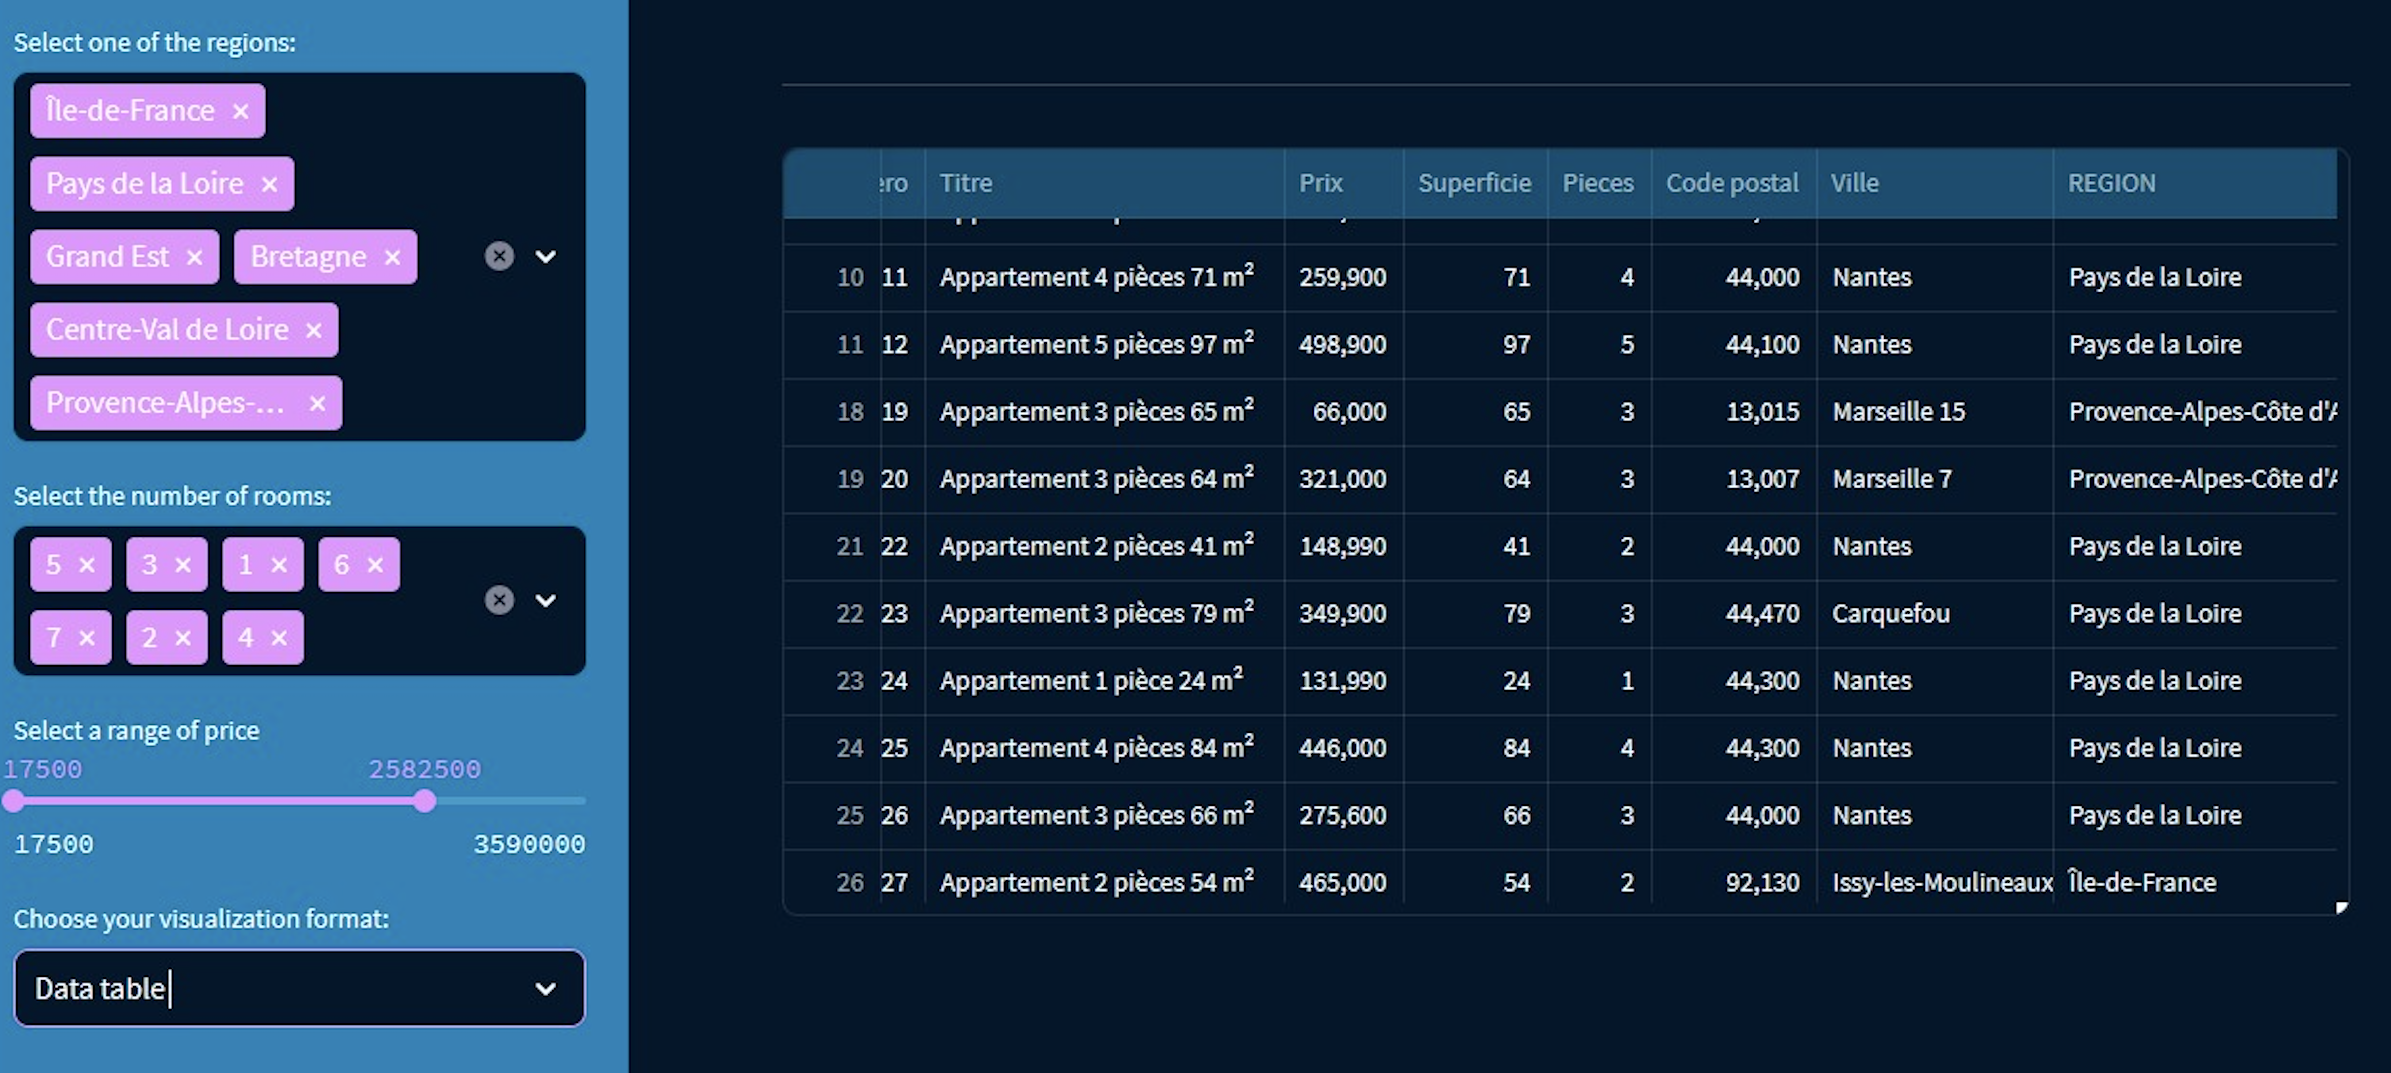 Select one of the regions:
Île-de-France ×
Pays de la Loire ×
Grand Est × Bretagne ×
Centre-Val de Loire ×
Provence-Alpes-... ×
Select the number of rooms:
5 × 3 × 1 × 6 ×
7 × 2 × 4 ×
Select a range of price
17500 2582500
17500 3590000
Choose your visualization format:
Data table
ero Titre Prix Superficie Pieces Code postal Ville REGION
10 11 Appartement 4 pièces 71 m² 259,900 71 4 44,000 Nantes Pays de la Loire
11 12 Appartement 5 pièces 97 m² 498,900 97 5 44,100 Nantes Pays de la Loire
18 19 Appartement 3 pièces 65 m² 66,000 65 3 13,015 Marseille 15 Provence-Alpes-Côte d'A
19 20 Appartement 3 pièces 64 m² 321,000 64 3 13,007 Marseille 7 Provence-Alpes-Côte d'A
21 22 Appartement 2 pièces 41 m² 148,990 41 2 44,000 Nantes Pays de la Loire
22 23 Appartement 3 pièces 79 m² 349,900 79 3 44,470 Carquefou Pays de la Loire
23 24 Appartement 1 pièce 24 m² 131,990 24 1 44,300 Nantes Pays de la Loire
24 25 Appartement 4 pièces 84 m² 446,000 84 4 44,300 Nantes Pays de la Loire
25 26 Appartement 3 pièces 66 m² 275,600 66 3 44,000 Nantes Pays de la Loire
26 27 Appartement 2 pièces 54 m² 465,000 54 2 92,130 Issy-les-Moulineaux Île-de-France